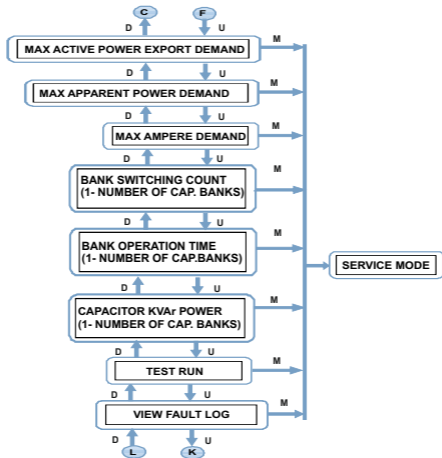 C F
D U
MAX ACTIVE POWER EXPORT DEMAND M
D U
MAX APPARENT POWER DEMAND M
D U
MAX AMPERE DEMAND M
D U
BANK SWITCHING COUNT
(1- NUMBER OF CAP. BANKS) M
D U
BANK OPERATION TIME
(1- NUMBER OF CAP.BANKS) M
SERVICE MODE
D U
CAPACITOR KVAr POWER
(1- NUMBER OF CAP. BANKS) M
D U
TEST RUN M
D U
VIEW FAULT LOG M
D U
L K